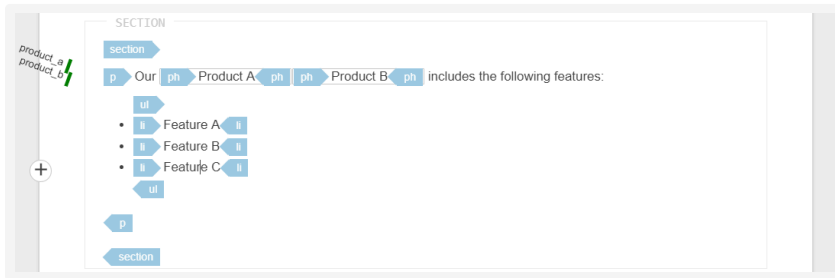 SECTION
section
product_a
product_b
p Our ph Product A ph ph Product B ph includes the following features:
ul
• li Feature A li
• li Feature B li
• li Feature C li
ul
p
section